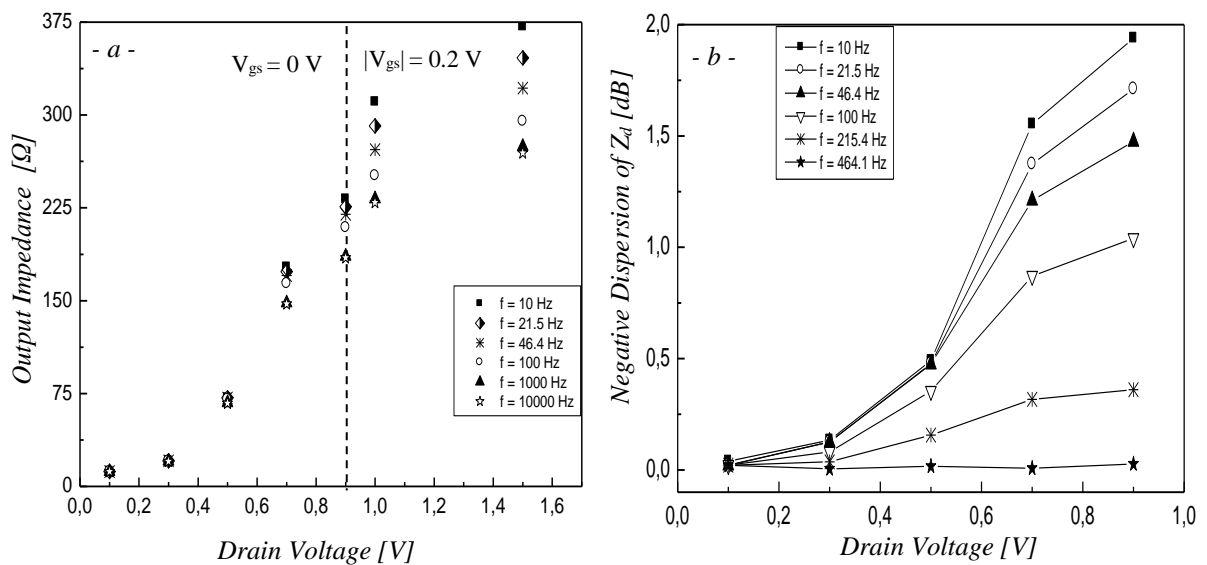 - a -
V_gs = 0 V
|V_gs| = 0.2 V
Output Impedance [Ω]
375
300
225
150
75
0
f = 10 Hz
f = 21.5 Hz
f = 46.4 Hz
f = 100 Hz
f = 1000 Hz
f = 10000 Hz
0,0 0,2 0,4 0,6 0,8 1,0 1,2 1,4 1,6
Drain Voltage [V]
- b -
Negative Dispersion of Z_d [dB]
2,0
1,5
1,0
0,5
0,0
f = 10 Hz
f = 21.5 Hz
f = 46.4 Hz
f = 100 Hz
f = 215.4 Hz
f = 464.1 Hz
0,0 0,2 0,4 0,6 0,8 1,0
Drain Voltage [V]